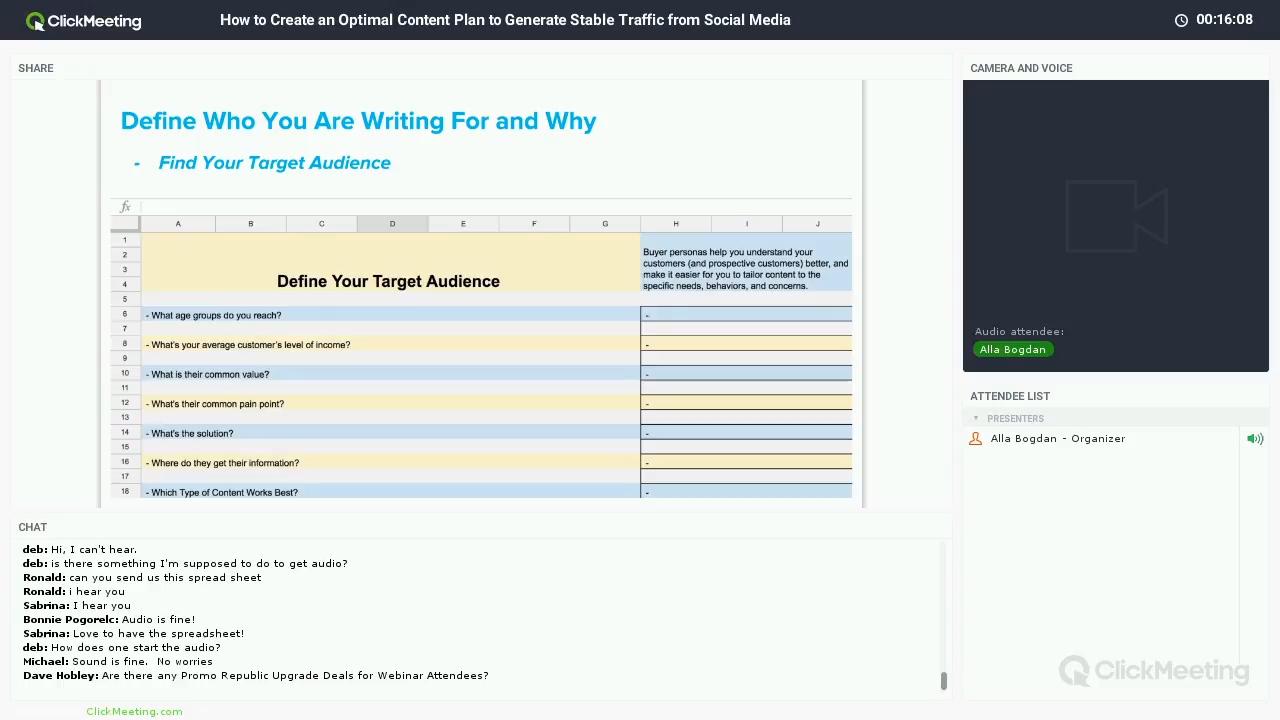 ClickMeeting
How to Create an Optimal Content Plan to Generate Stable Traffic from Social Media
00:16:08
SHARE
Define Who You Are Writing For and Why
- Find Your Target Audience
fx
A B C D E F G H I J
1
2
3
4
Define Your Target Audience
Buyer personas help you understand your
customers (and prospective customers) better, and
make it easier for you to tailor content to the
specific needs, behaviors, and concerns.
5
6 - What age groups do you reach? -
7
8 - What's your average customer's level of income? -
9
10 - What is their common value? -
11
12 - What's their common pain point? -
13
14 - What's the solution? -
15
16 - Where do they get their information? -
17
18 - Which Type of Content Works Best? -
CAMERA AND VOICE
Audio attendee:
Alla Bogdan
ATTENDEE LIST
PRESENTERS
Alla Bogdan - Organizer
CHAT
deb: Hi, I can't hear.
deb: is there something I'm supposed to do to get audio?
Ronald: can you send us this spread sheet
Ronald: i hear you
Sabrina: I hear you
Bonnie Pogorelc: Audio is fine!
Sabrina: Love to have the spreadsheet!
deb: How does one start the audio?
Michael: Sound is fine. No worries
Dave Hobley: Are there any Promo Republic Upgrade Deals for Webinar Attendees?
ClickMeeting
ClickMeeting.com